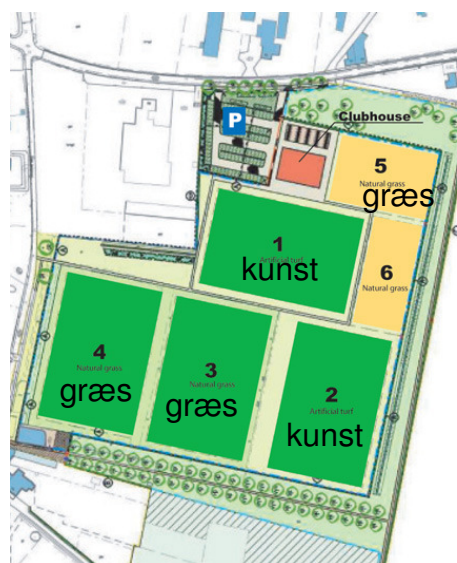 P
Clubhouse
5
Natural grass
græs
1
Artificial turf
kunst
6
Natural grass
4
Natural grass
græs
3
Natural grass
græs
2
Artificial turf
kunst